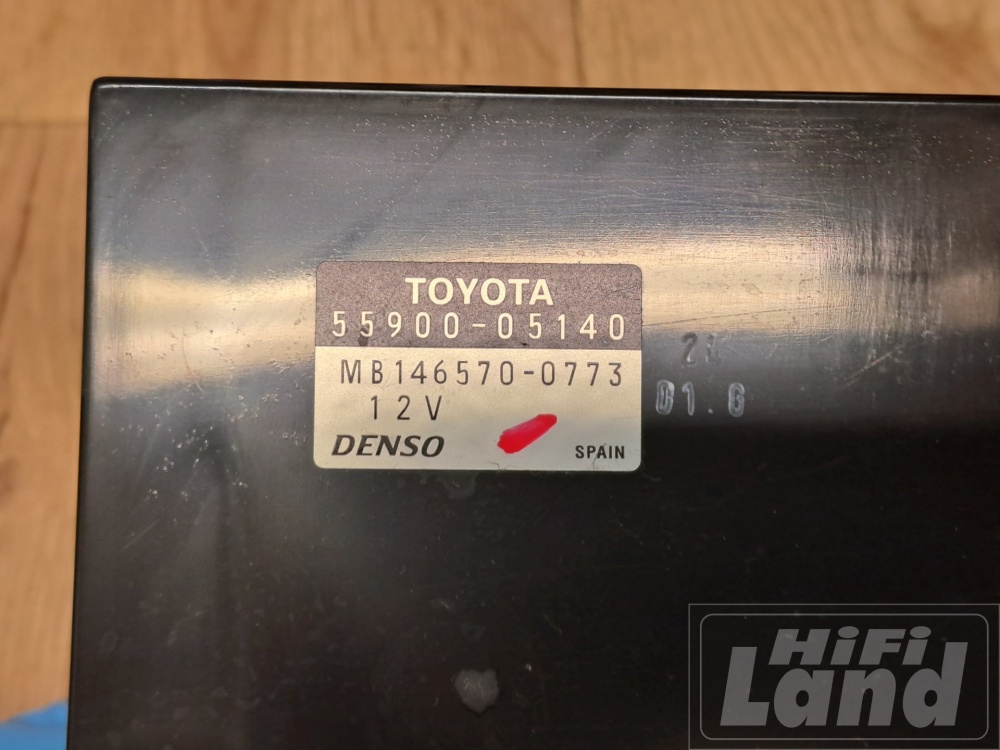 TOYOTA
55900-05140
MB146570-0773
12V
DENSO
SPAIN
01.6
HiFi
Land